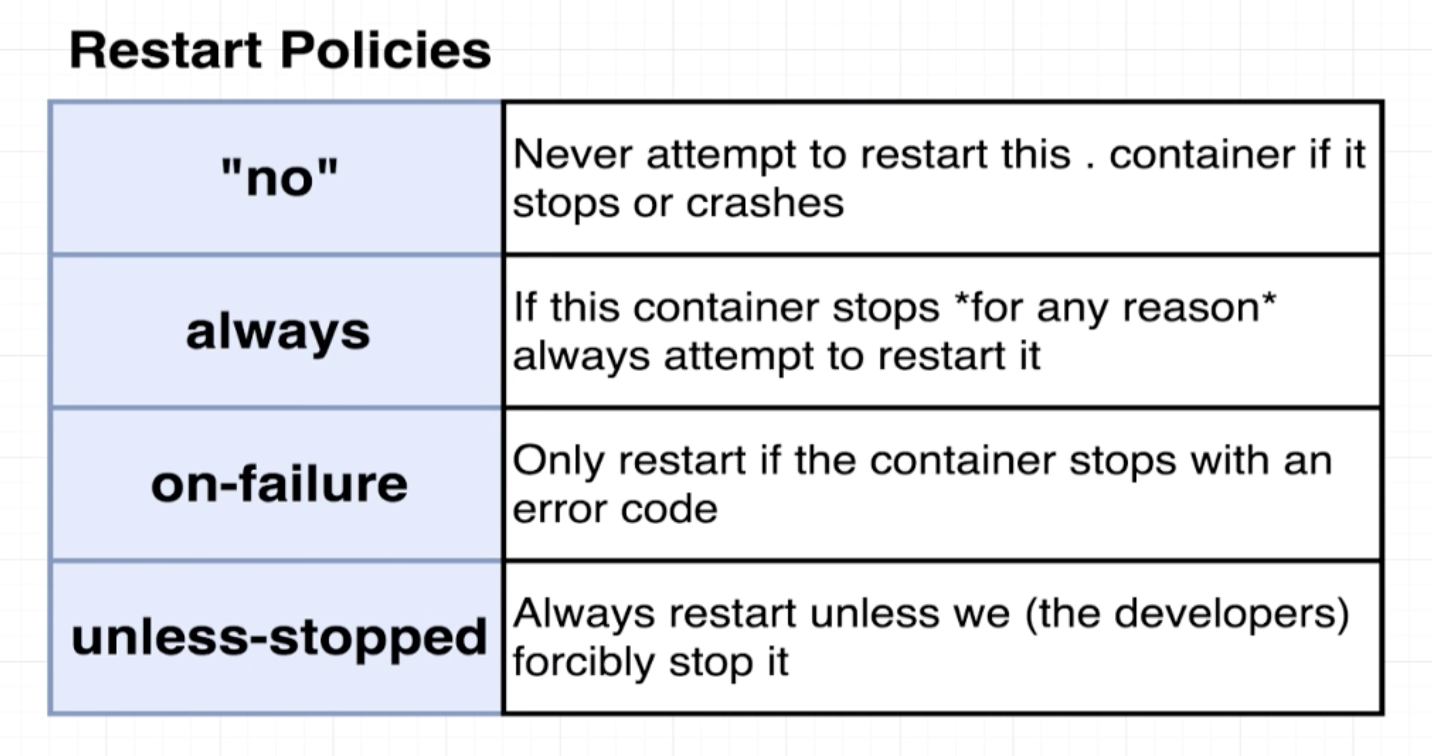 Restart Policies
"no"
Never attempt to restart this . container if it
stops or crashes
always
If this container stops *for any reason*
always attempt to restart it
on-failure
Only restart if the container stops with an
error code
unless-stopped
Always restart unless we (the developers)
forcibly stop it